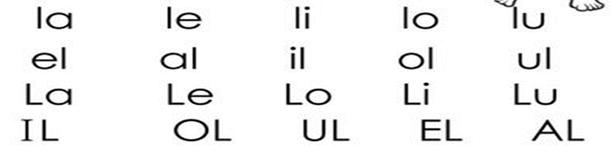 la le li lo lu
el al il ol ul
La Le Lo Li Lu
IL OL UL EL AL